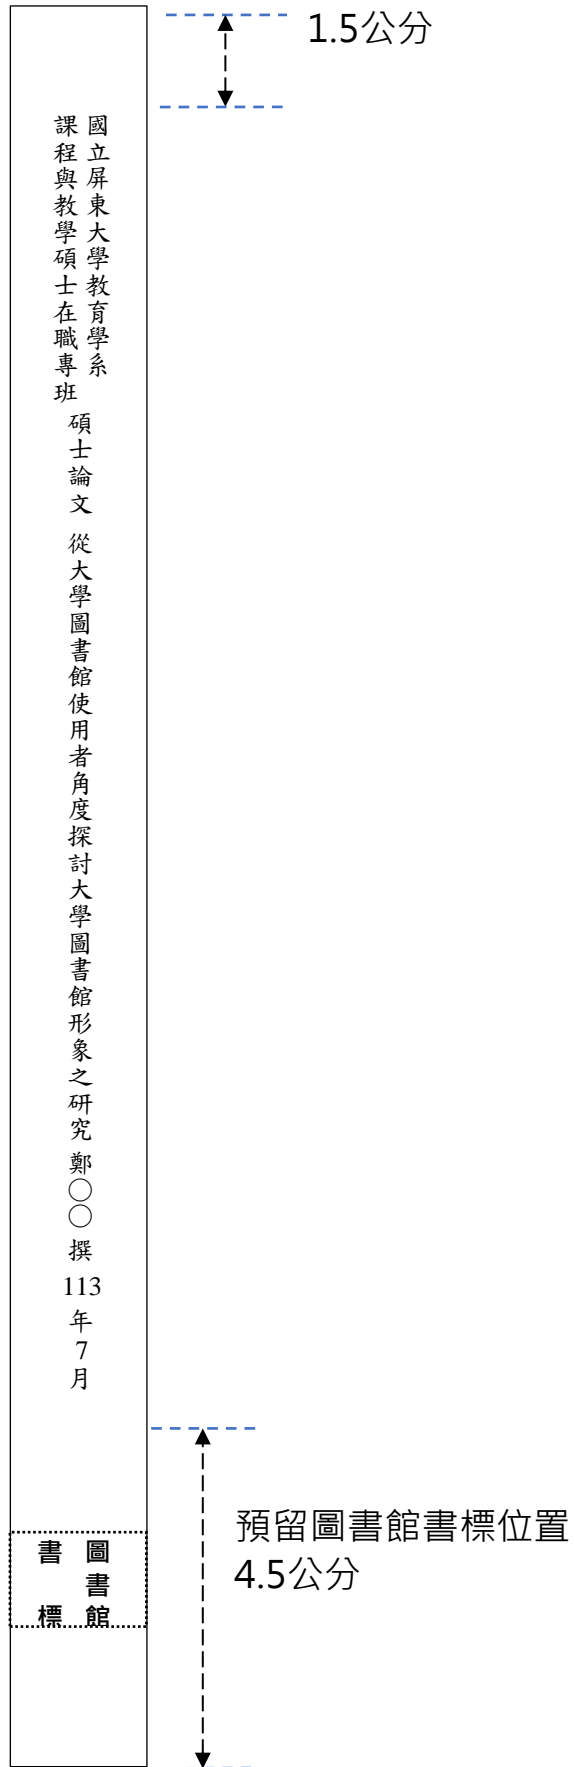 1.5公分
國立屏東大學教育學系
課程與教學碩士在職專班
碩士論文 從大學圖書館使用者角度探討大學圖書館形象之研究 鄭○○ 撰 113 年 7 月
預留圖書館書標位置
4.5公分
圖書館
書標